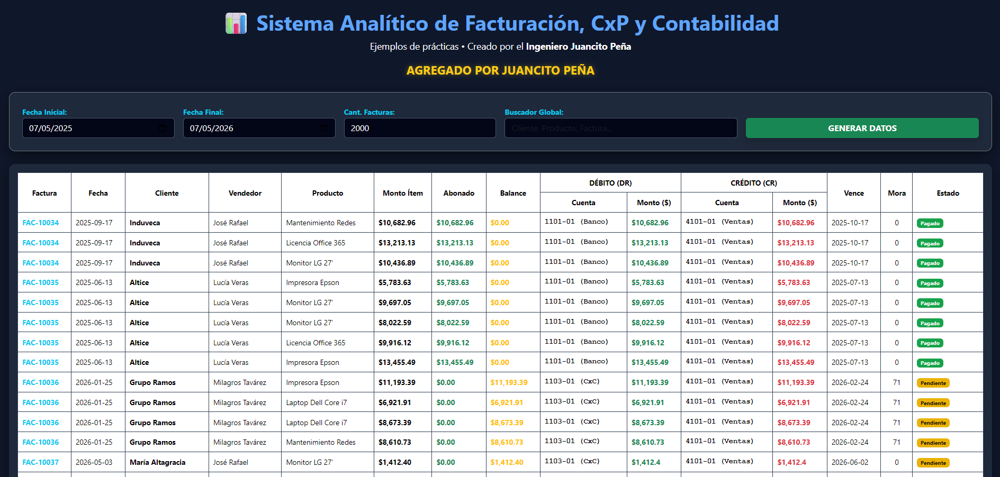 Sistema Analítico de Facturación, CxP y Contabilidad
Ejemplos de prácticas • Creado por el Ingeniero Juancito Peña
AGREGADO POR JUANCITO PEÑA
Fecha Inicial: Fecha Final: Cant. Facturas: Buscador Global:
07/05/2025 07/05/2026 2000 Cliente, Producto, Factura... GENERAR DATOS
Factura Fecha Cliente Vendedor Producto Monto Ítem Abonado Balance DÉBITO (DR) CRÉDITO (CR) Vence Mora Estado
Cuenta Monto ($) Cuenta Monto ($)
FAC-10034 2025-09-17 Induveca José Rafael Mantenimiento Redes $10,682.96 $10,682.96 $0.00 1101-01 (Banco) $10,682.96 4101-01 (Ventas) $10,682.96 2025-10-17 0 Pagado
FAC-10034 2025-09-17 Induveca José Rafael Licencia Office 365 $13,213.13 $13,213.13 $0.00 1101-01 (Banco) $13,213.13 4101-01 (Ventas) $13,213.13 2025-10-17 0 Pagado
FAC-10034 2025-09-17 Induveca José Rafael Monitor LG 27' $10,436.89 $10,436.89 $0.00 1101-01 (Banco) $10,436.89 4101-01 (Ventas) $10,436.89 2025-10-17 0 Pagado
FAC-10035 2025-06-13 Altice Lucía Veras Impresora Epson $5,783.63 $5,783.63 $0.00 1101-01 (Banco) $5,783.63 4101-01 (Ventas) $5,783.63 2025-07-13 0 Pagado
FAC-10035 2025-06-13 Altice Lucía Veras Monitor LG 27' $9,697.05 $9,697.05 $0.00 1101-01 (Banco) $9,697.05 4101-01 (Ventas) $9,697.05 2025-07-13 0 Pagado
FAC-10035 2025-06-13 Altice Lucía Veras Monitor LG 27' $8,022.59 $8,022.59 $0.00 1101-01 (Banco) $8,022.59 4101-01 (Ventas) $8,022.59 2025-07-13 0 Pagado
FAC-10035 2025-06-13 Altice Lucía Veras Licencia Office 365 $9,916.12 $9,916.12 $0.00 1101-01 (Banco) $9,916.12 4101-01 (Ventas) $9,916.12 2025-07-13 0 Pagado
FAC-10035 2025-06-13 Altice Lucía Veras Impresora Epson $13,455.49 $13,455.49 $0.00 1101-01 (Banco) $13,455.49 4101-01 (Ventas) $13,455.49 2025-07-13 0 Pagado
FAC-10036 2026-01-25 Grupo Ramos Milagros Tavárez Impresora Epson $11,193.39 $0.00 $11,193.39 1103-01 (CxC) $11,193.39 4101-01 (Ventas) $11,193.39 2026-02-24 71 Pendiente
FAC-10036 2026-01-25 Grupo Ramos Milagros Tavárez Laptop Dell Core i7 $6,921.91 $0.00 $6,921.91 1103-01 (CxC) $6,921.91 4101-01 (Ventas) $6,921.91 2026-02-24 71 Pendiente
FAC-10036 2026-01-25 Grupo Ramos Milagros Tavárez Laptop Dell Core i7 $8,673.39 $0.00 $8,673.39 1103-01 (CxC) $8,673.39 4101-01 (Ventas) $8,673.39 2026-02-24 71 Pendiente
FAC-10036 2026-01-25 Grupo Ramos Milagros Tavárez Mantenimiento Redes $8,610.73 $0.00 $8,610.73 1103-01 (CxC) $8,610.73 4101-01 (Ventas) $8,610.73 2026-02-24 71 Pendiente
FAC-10037 2026-05-03 María Altagracia José Rafael Monitor LG 27' $1,412.40 $0.00 $1,412.40 1103-01 (CxC) $1,412.4 4101-01 (Ventas) $1,412.4 2026-06-02 0 Pendiente